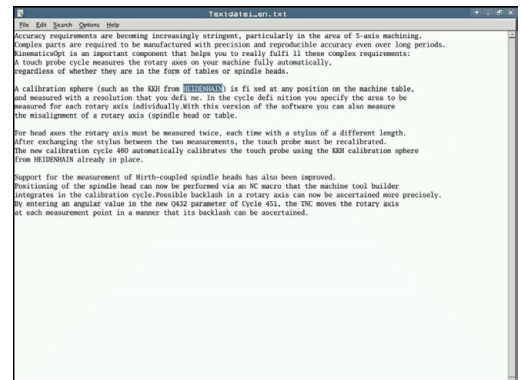 Textdatei_en.txt
File Edit Search Options Help
Accuracy requirements are becoming increasingly stringent, particularly in the area of 5-axis machining.
Complex parts are required to be manufactured with precision and reproducible accuracy even over long periods.
KinematicsOpt is an important component that helps you to really fulfi ll these complex requirements:
A touch probe cycle measures the rotary axes on your machine fully automatically,
regardless of whether they are in the form of tables or spindle heads.
A calibration sphere (such as the KKH from HEIDENHAIN) is fi xed at any position on the machine table,
and measured with a resolution that you defi ne. In the cycle defi nition you specify the area to be
measured for each rotary axis individually.With this version of the software you can also measure
the misalignment of a rotary axis (spindle head or table.
For head axes the rotary axis must be measured twice, each time with a stylus of a different length.
After exchanging the stylus between the two measurements, the touch probe must be recalibrated.
The new calibration cycle 460 automatically calibrates the touch probe using the KKH calibration sphere
from HEIDENHAIN already in place.
Support for the measurement of Hirth-coupled spindle heads has also been improved.
Positioning of the spindle head can now be performed via an NC macro that the machine tool builder
integrates in the calibration cycle.Possible backlash in a rotary axis can now be ascertained more precisely.
By entering an angular value in the new Q432 parameter of Cycle 451, the TNC moves the rotary axis
at each measurement point in a manner that its backlash can be ascertained.